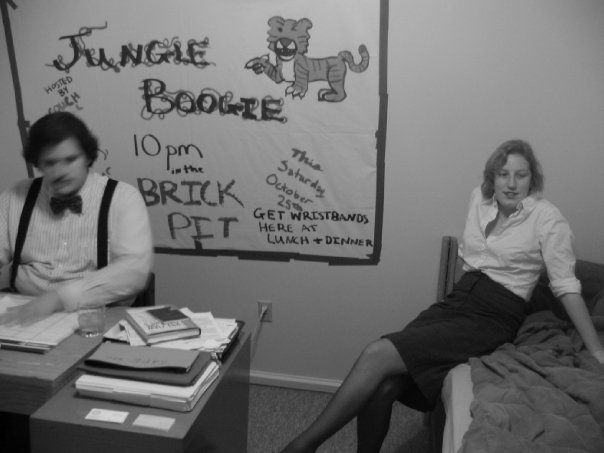 JUNGLE
BOOGIE
HOSTED
BY
10pm
in the
BRICK
PIT
This
Saturday
October
25th
GET WRISTBANDS
HERE AT
LUNCH + DINNER